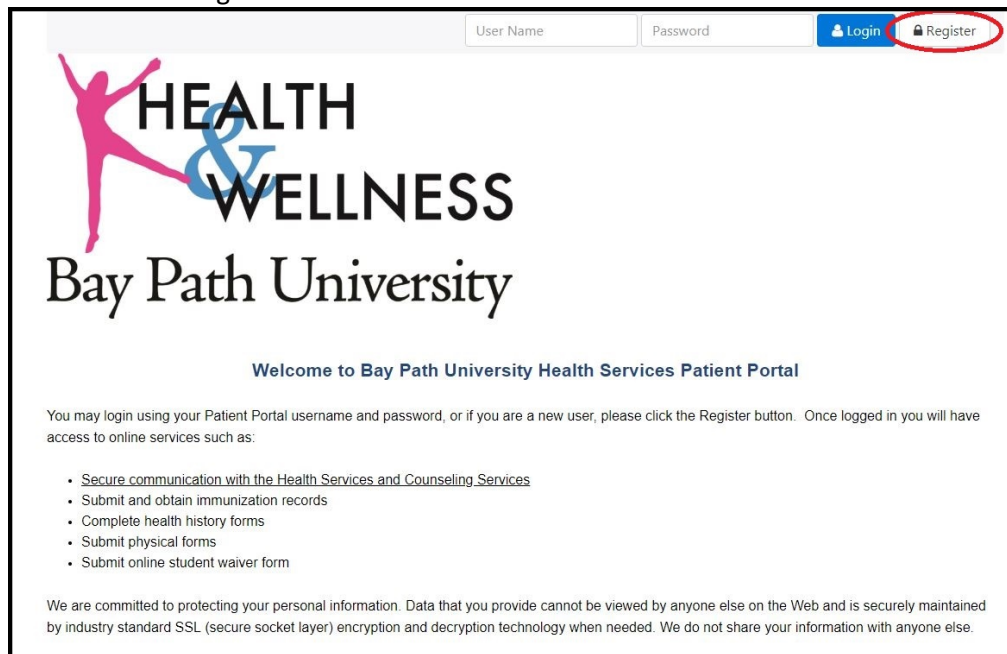 User Name Password Login Register
HEALTH
&
WELLNESS
Bay Path University
Welcome to Bay Path University Health Services Patient Portal
You may login using your Patient Portal username and password, or if you are a new user, please click the Register button. Once logged in you will have
access to online services such as:
• Secure communication with the Health Services and Counseling Services
• Submit and obtain immunization records
• Complete health history forms
• Submit physical forms
• Submit online student waiver form
We are committed to protecting your personal information. Data that you provide cannot be viewed by anyone else on the Web and is securely maintained
by industry standard SSL (secure socket layer) encryption and decryption technology when needed. We do not share your information with anyone else.